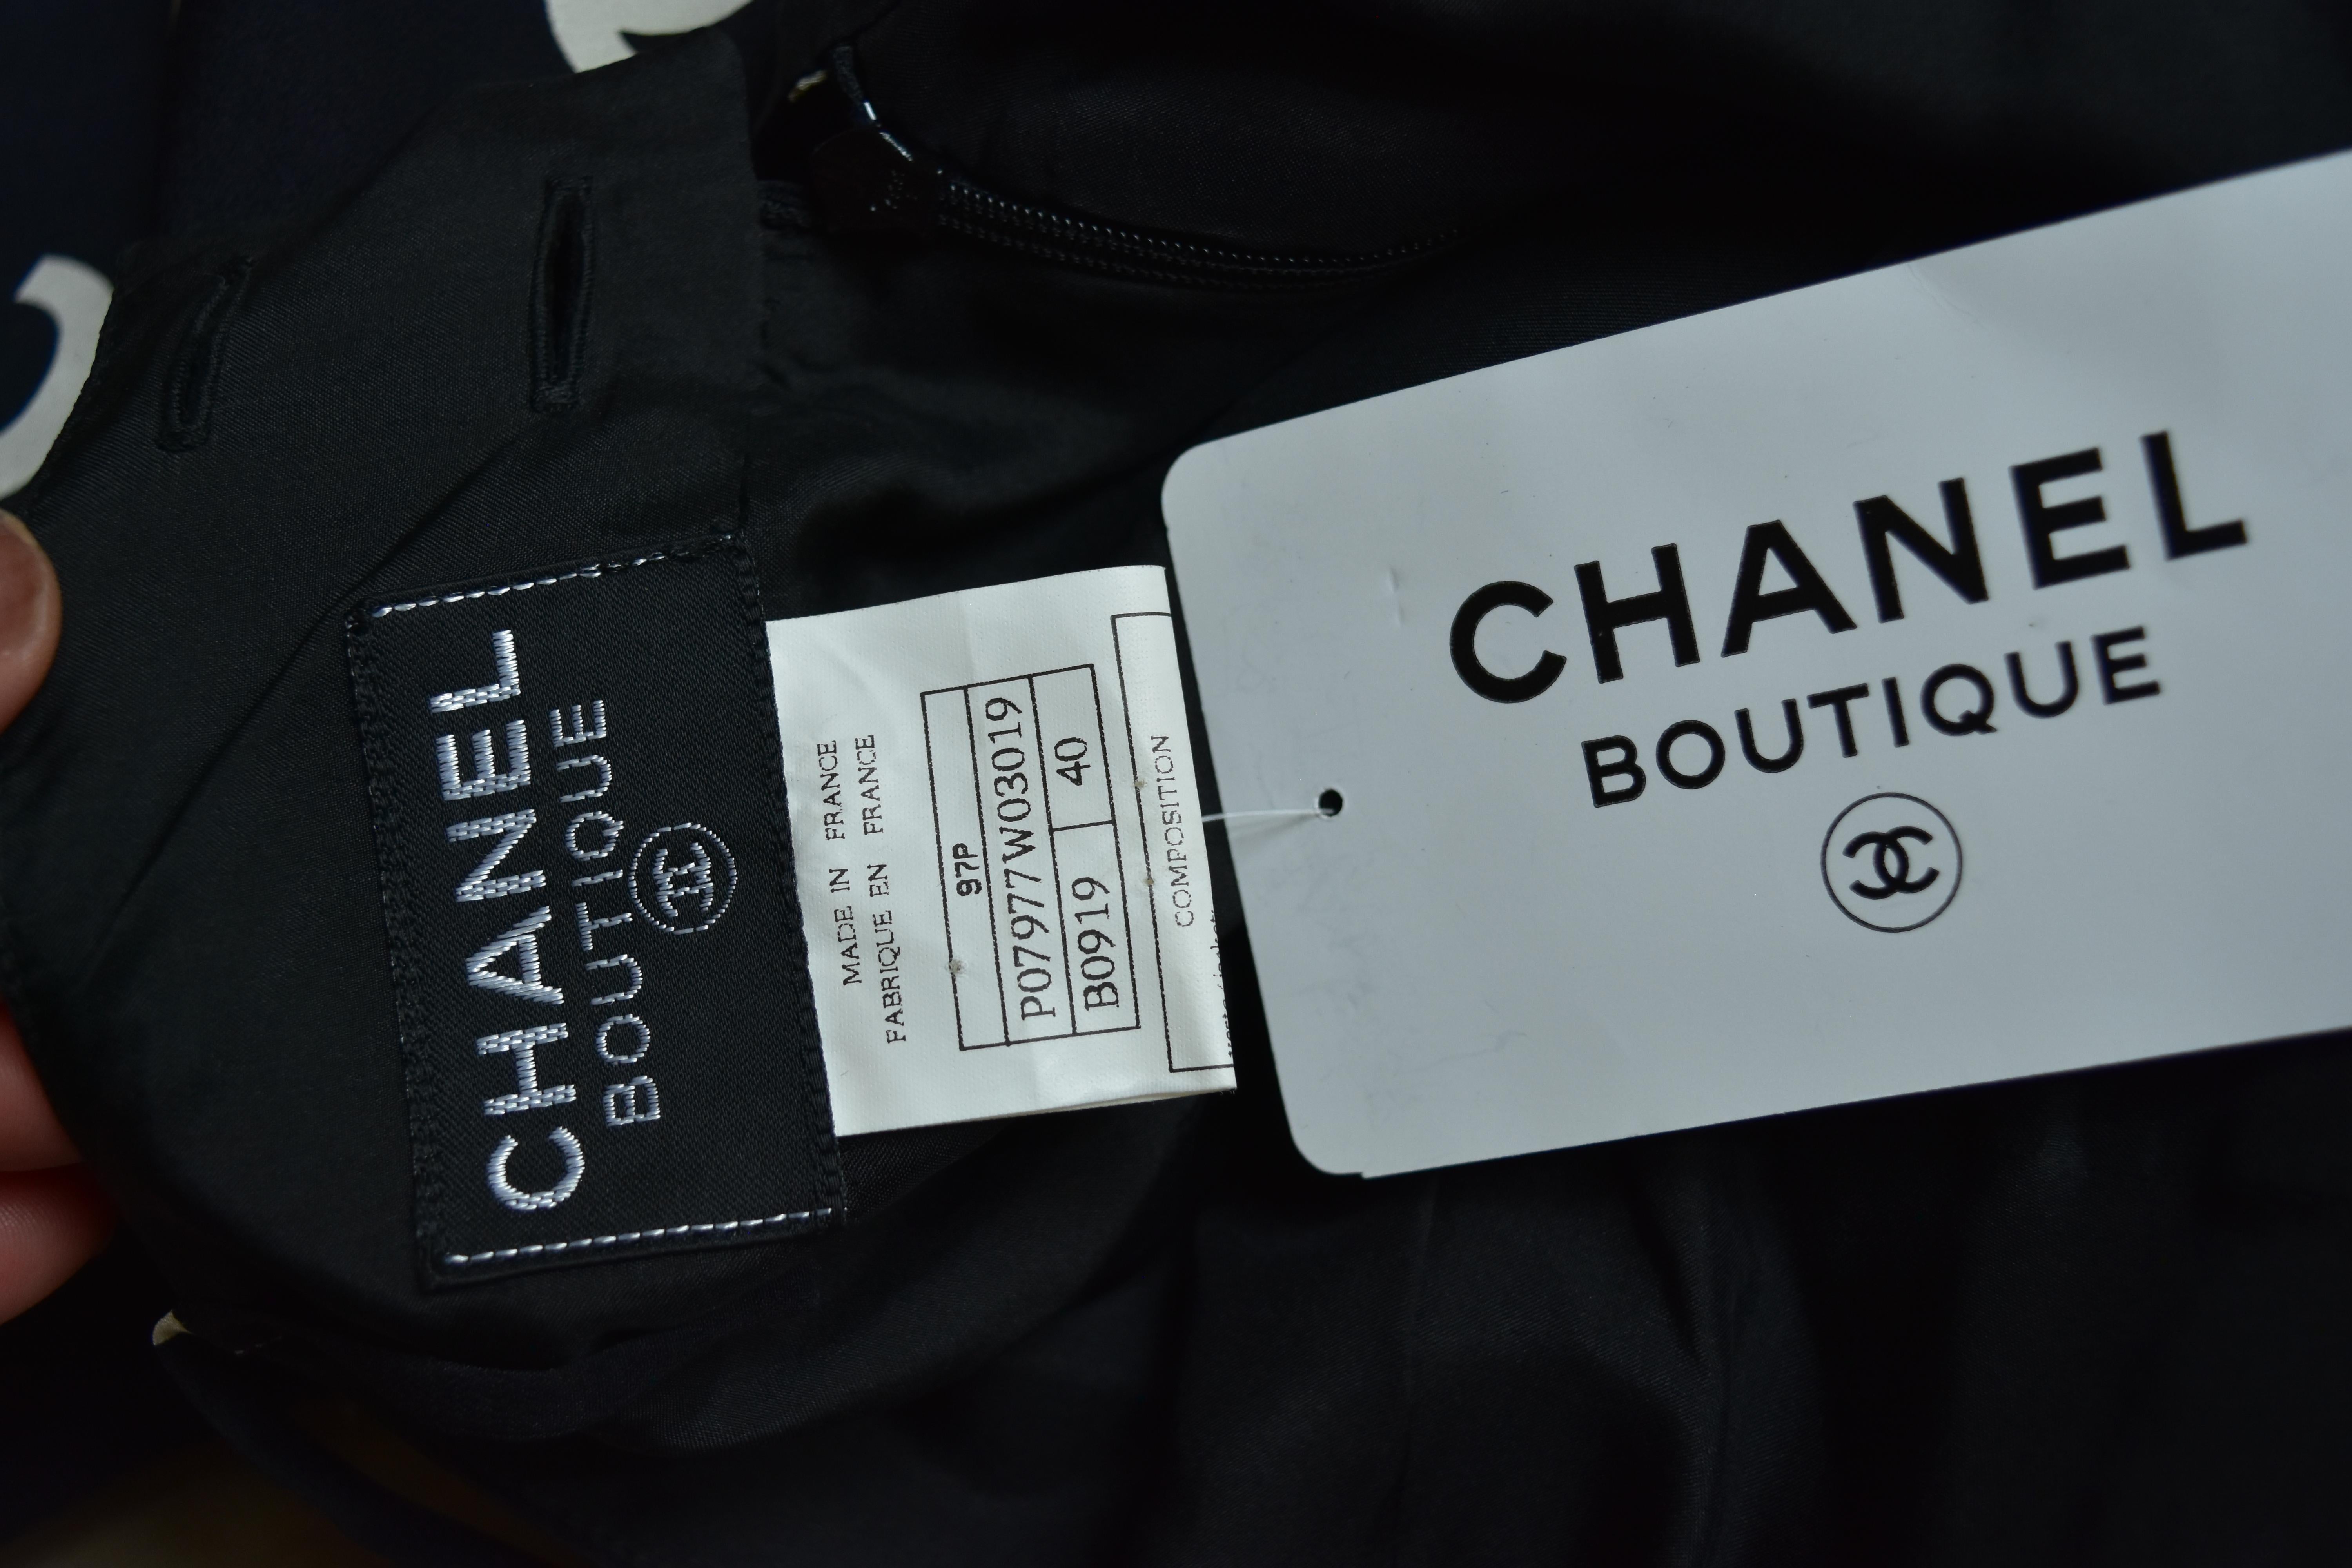 CHANEL
BOUTIQUE
MADE IN FRANCE
FABRIQUE EN FRANCE
97P
P07977W03019
B0919 40
COMPOSITION
CHANEL
BOUTIQUE